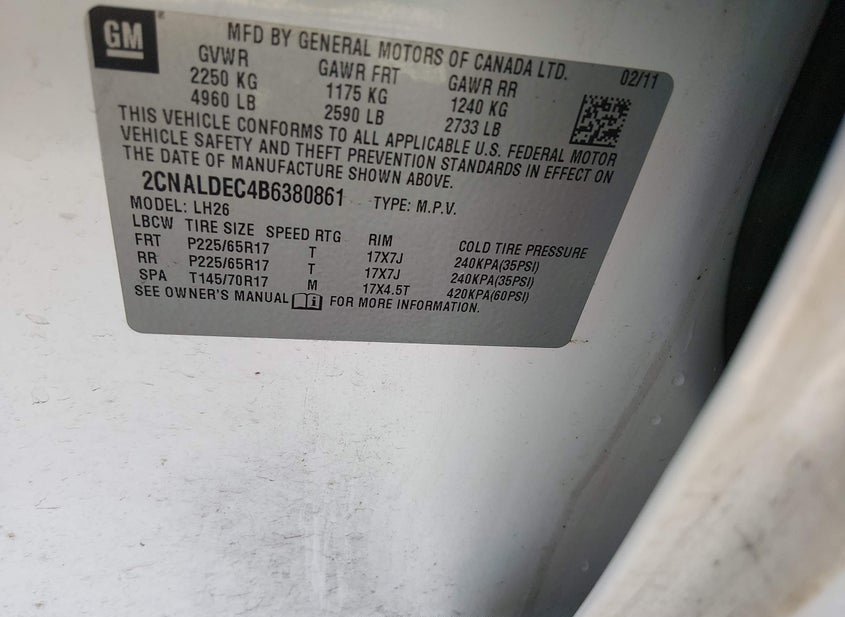 GM
MFD BY GENERAL MOTORS OF CANADA LTD. 02/11
GVWR GAWR FRT GAWR RR
2250 KG 1175 KG 1240 KG
4960 LB 2590 LB 2733 LB
THIS VEHICLE CONFORMS TO ALL APPLICABLE U.S. FEDERAL MOTOR
VEHICLE SAFETY AND THEFT PREVENTION STANDARDS IN EFFECT ON
THE DATE OF MANUFACTURE SHOWN ABOVE.
2CNALDEC4B6380861 TYPE: M.P.V.
MODEL: LH26
LBCW TIRE SIZE SPEED RTG RIM COLD TIRE PRESSURE
FRT P225/65R17 T 17X7J 240KPA(35PSI)
RR P225/65R17 T 17X7J 240KPA(35PSI)
SPA T145/70R17 M 17X4.5T 420KPA(60PSI)
SEE OWNER'S MANUAL FOR MORE INFORMATION.